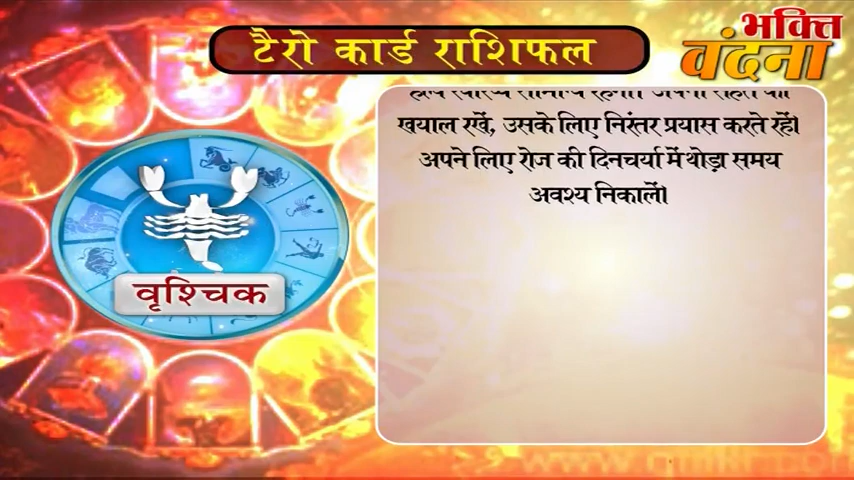 टैरो कार्ड राशिफल
भक्ति
वंदना
खयाल रखें, उसके लिए निरंतर प्रयास करते रहें।
अपने लिए रोज की दिनचर्या में थोड़ा समय
अवश्य निकालें।
वृश्चिक